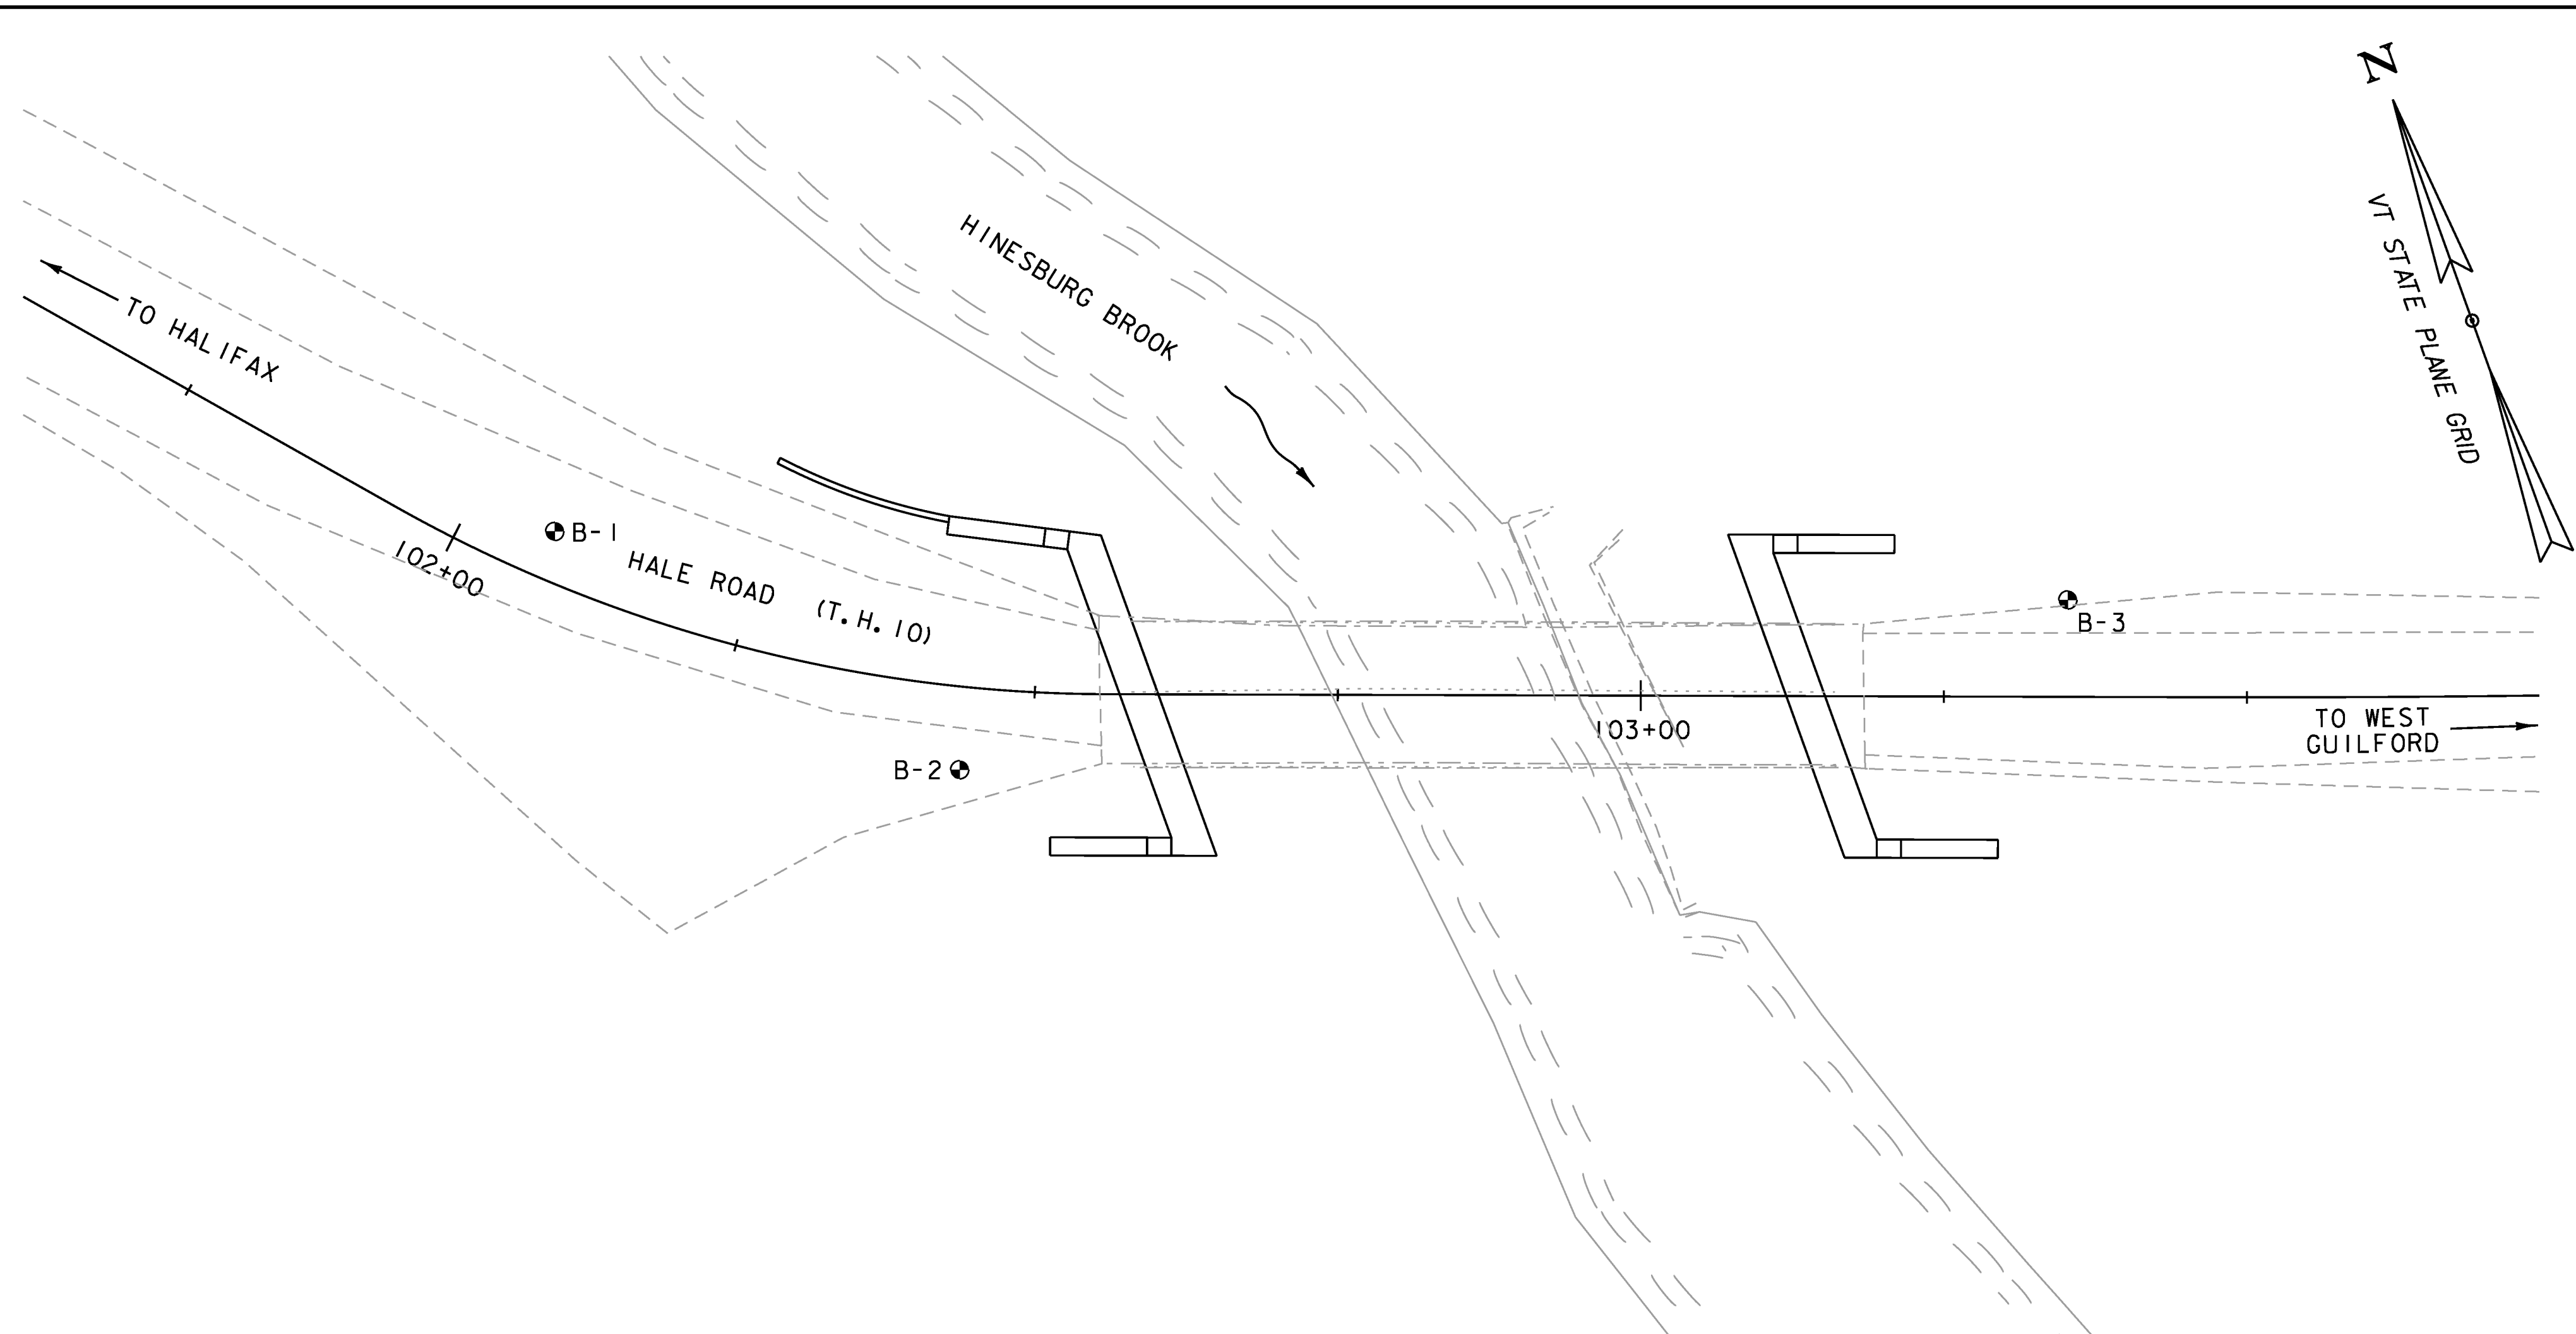 N
VT STATE PLANE GRID
HINESBURG BROOK
TO HALIFAX
102+00
B-1
HALE ROAD (T.H. 10)
B-2
103+00
B-3
TO WEST
GUILFORD